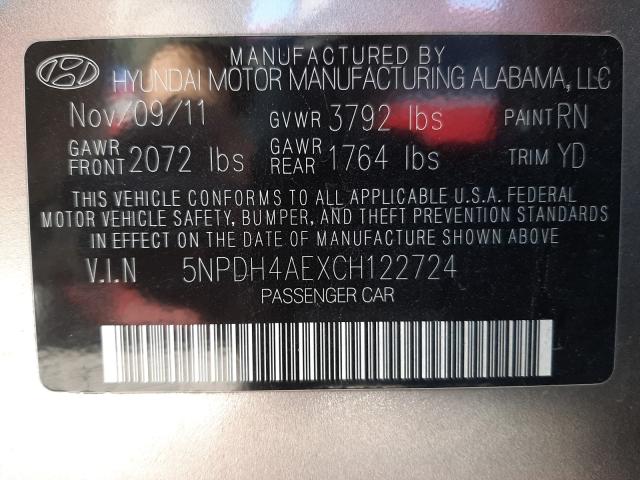 MANUFACTURED BY
HYUNDAI MOTOR MANUFACTURING ALABAMA, LLC
Nov/09/11 GVWR 3792 lbs PAINT RN
GAWR FRONT 2072 lbs GAWR REAR 1764 lbs TRIM YD
THIS VEHICLE CONFORMS TO ALL APPLICABLE U.S.A. FEDERAL
MOTOR VEHICLE SAFETY, BUMPER, AND THEFT PREVENTION STANDARDS
IN EFFECT ON THE DATE OF MANUFACTURE SHOWN ABOVE
V.I.N 5NPDH4AEXCH122724
PASSENGER CAR